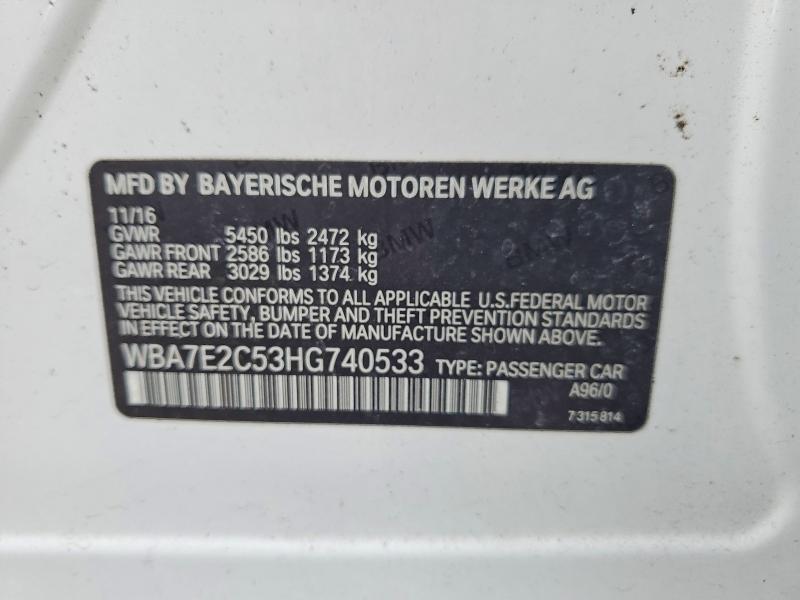 MFD BY BAYERISCHE MOTOREN WERKE AG
11/16
GVWR 5450 lbs 2472 kg
GAWR FRONT 2586 lbs 1173 kg
GAWR REAR 3029 lbs 1374 kg
THIS VEHICLE CONFORMS TO ALL APPLICABLE U.S.FEDERAL MOTOR
VEHICLE SAFETY, BUMPER AND THEFT PREVENTION STANDARDS
IN EFFECT ON THE DATE OF MANUFACTURE SHOWN ABOVE.
WBA7E2C53HG740533 TYPE: PASSENGER CAR
A96/0
7315814
BMW
BMW